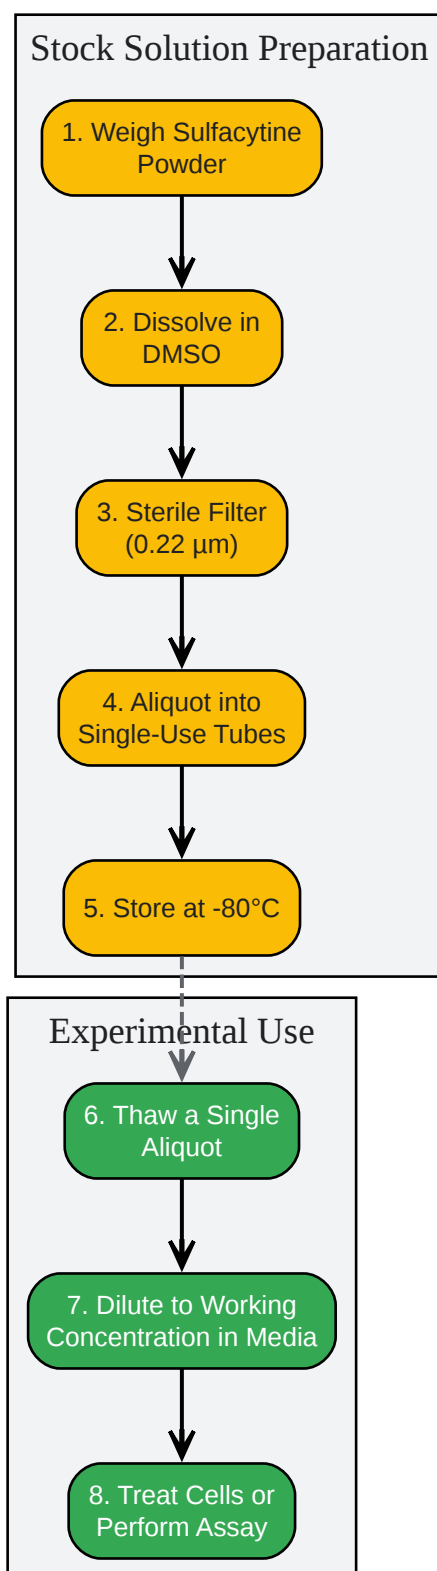 Stock Solution Preparation
1. Weigh Sulfacytine
Powder
2. Dissolve in
DMSO
3. Sterile Filter
(0.22 µm)
4. Aliquot into
Single-Use Tubes
5. Store at -80°C
Experimental Use
6. Thaw a Single
Aliquot
7. Dilute to Working
Concentration in Media
8. Treat Cells or
Perform Assay